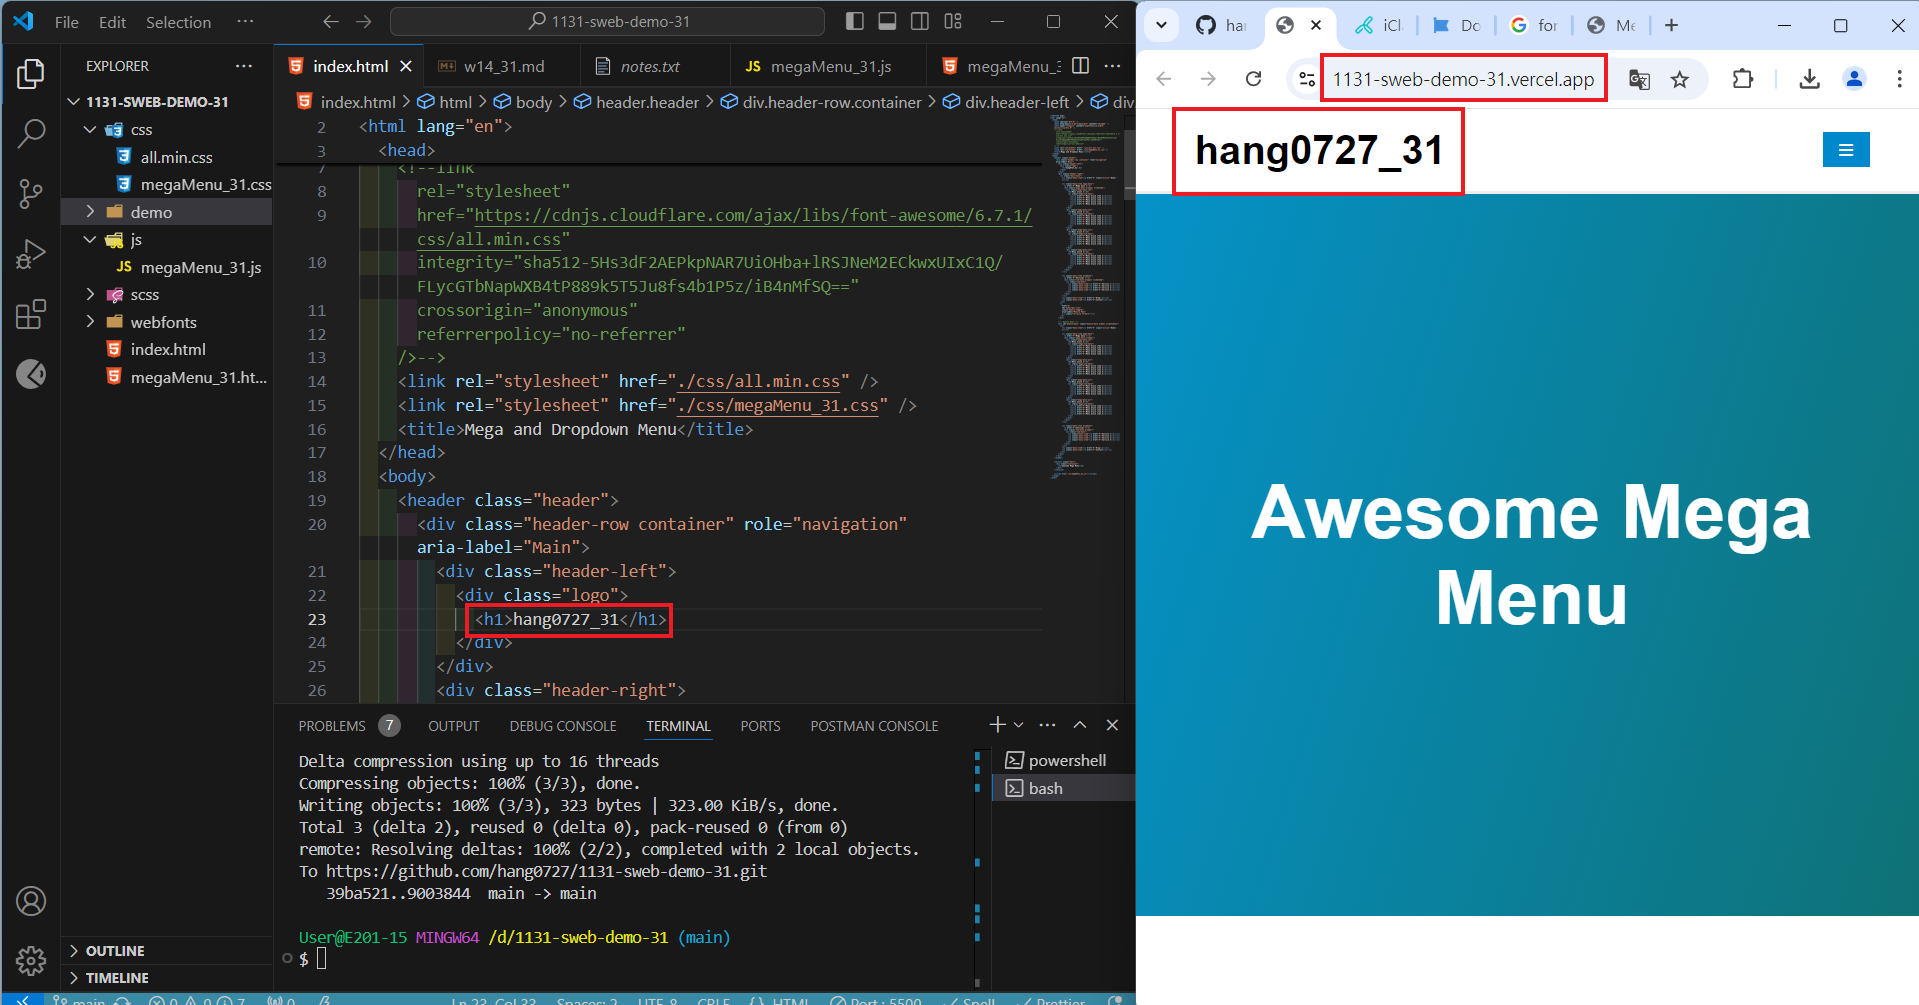 File Edit Selection ··· 1131-sweb-demo-31
EXPLORER ···
1131-SWEB-DEMO-31
css
all.min.css
megaMenu_31.css
demo
js
JS megaMenu_31.js
scss
webfonts
index.html
megaMenu_31.ht...
OUTLINE
TIMELINE
index.html w14_31.md notes.txt JS megaMenu_31.js ···
index.html > html > body > header.header > div.header-row.container > div.header-left >
2 <html lang="en">
3 <head>
7 <!--link
8 rel="stylesheet"
9 href="https://cdnjs.cloudflare.com/ajax/libs/font-awesome/6.7.1/
css/all.min.css"
10 integrity="sha512-5Hs3dF2AEPkpNAR7UiOHba+lRSJNeM2ECkwxUIxC1Q/
FLycGTbNapWXB4tP889k5T5Ju8fs4b1P5z/iB4nMfSQ=="
11 crossorigin="anonymous"
12 referrerpolicy="no-referrer"
13 />-->
14 <link rel="stylesheet" href="./css/all.min.css" />
15 <link rel="stylesheet" href="./css/megaMenu_31.css" />
16 <title>Mega and Dropdown Menu</title>
17 </head>
18 <body>
19 <header class="header">
20 <div class="header-row container" role="navigation"
aria-label="Main">
21 <div class="header-left">
22 <div class="logo">
23 <h1>hang0727_31</h1>
24 </div>
25 </div>
26 <div class="header-right">
PROBLEMS 7 OUTPUT DEBUG CONSOLE TERMINAL PORTS POSTMAN CONSOLE
Delta compression using up to 16 threads
Compressing objects: 100% (3/3), done.
Writing objects: 100% (3/3), 323 bytes | 323.00 KiB/s, done.
Total 3 (delta 2), reused 0 (delta 0), pack-reused 0 (from 0)
remote: Resolving deltas: 100% (2/2), completed with 2 local objects.
To https://github.com/hang0727/1131-sweb-demo-31.git
39ba521..9003844 main -> main
User@E201-15 MINGW64 /d/1131-sweb-demo-31 (main)
$
powershell
bash
main 0 0 7 0 Ln 23, Col 33 Spaces: 2 UTF-8 CRLF {} HTML Port : 5500 Spell Prettier
1131-sweb-demo-31.vercel.app
hang0727_31
Awesome Mega
Menu